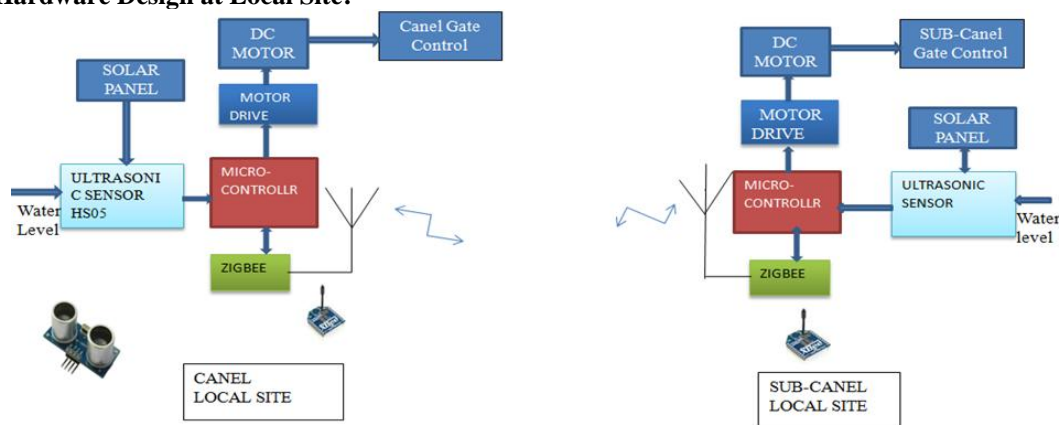 Hardware Design at Local Site:
DC
MOTOR
Canel Gate
Control
SOLAR
PANEL
MOTOR
DRIVE
ULTRASONI
C SENSOR
HS05
MICRO-
CONTROLLR
Water
Level
ZIGBEE
CANEL
LOCAL SITE
DC
MOTOR
SUB-Canel
Gate Control
MOTOR
DRIVE
SOLAR
PANEL
MICRO-
CONTROLLR
ULTRASONIC
SENSOR
Water
level
ZIGBEE
SUB-CANEL
LOCAL SITE